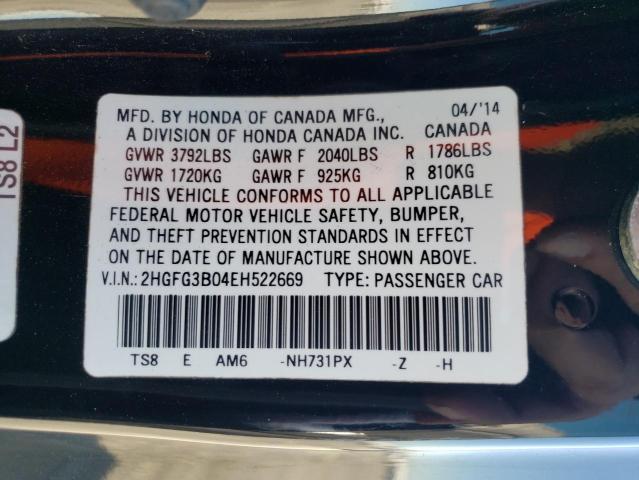 TS8 L2
MFD. BY HONDA OF CANADA MFG., 04/'14
A DIVISION OF HONDA CANADA INC. CANADA
GVWR 3792LBS GAWR F 2040LBS R 1786LBS
GVWR 1720KG GAWR F 925KG R 810KG
THIS VEHICLE CONFORMS TO ALL APPLICABLE
FEDERAL MOTOR VEHICLE SAFETY, BUMPER,
AND THEFT PREVENTION STANDARDS IN EFFECT
ON THE DATE OF MANUFACTURE SHOWN ABOVE.
V.I.N.: 2HGFG3B04EH522669 TYPE: PASSENGER CAR
TS8 E AM6 -NH731PX -Z -H